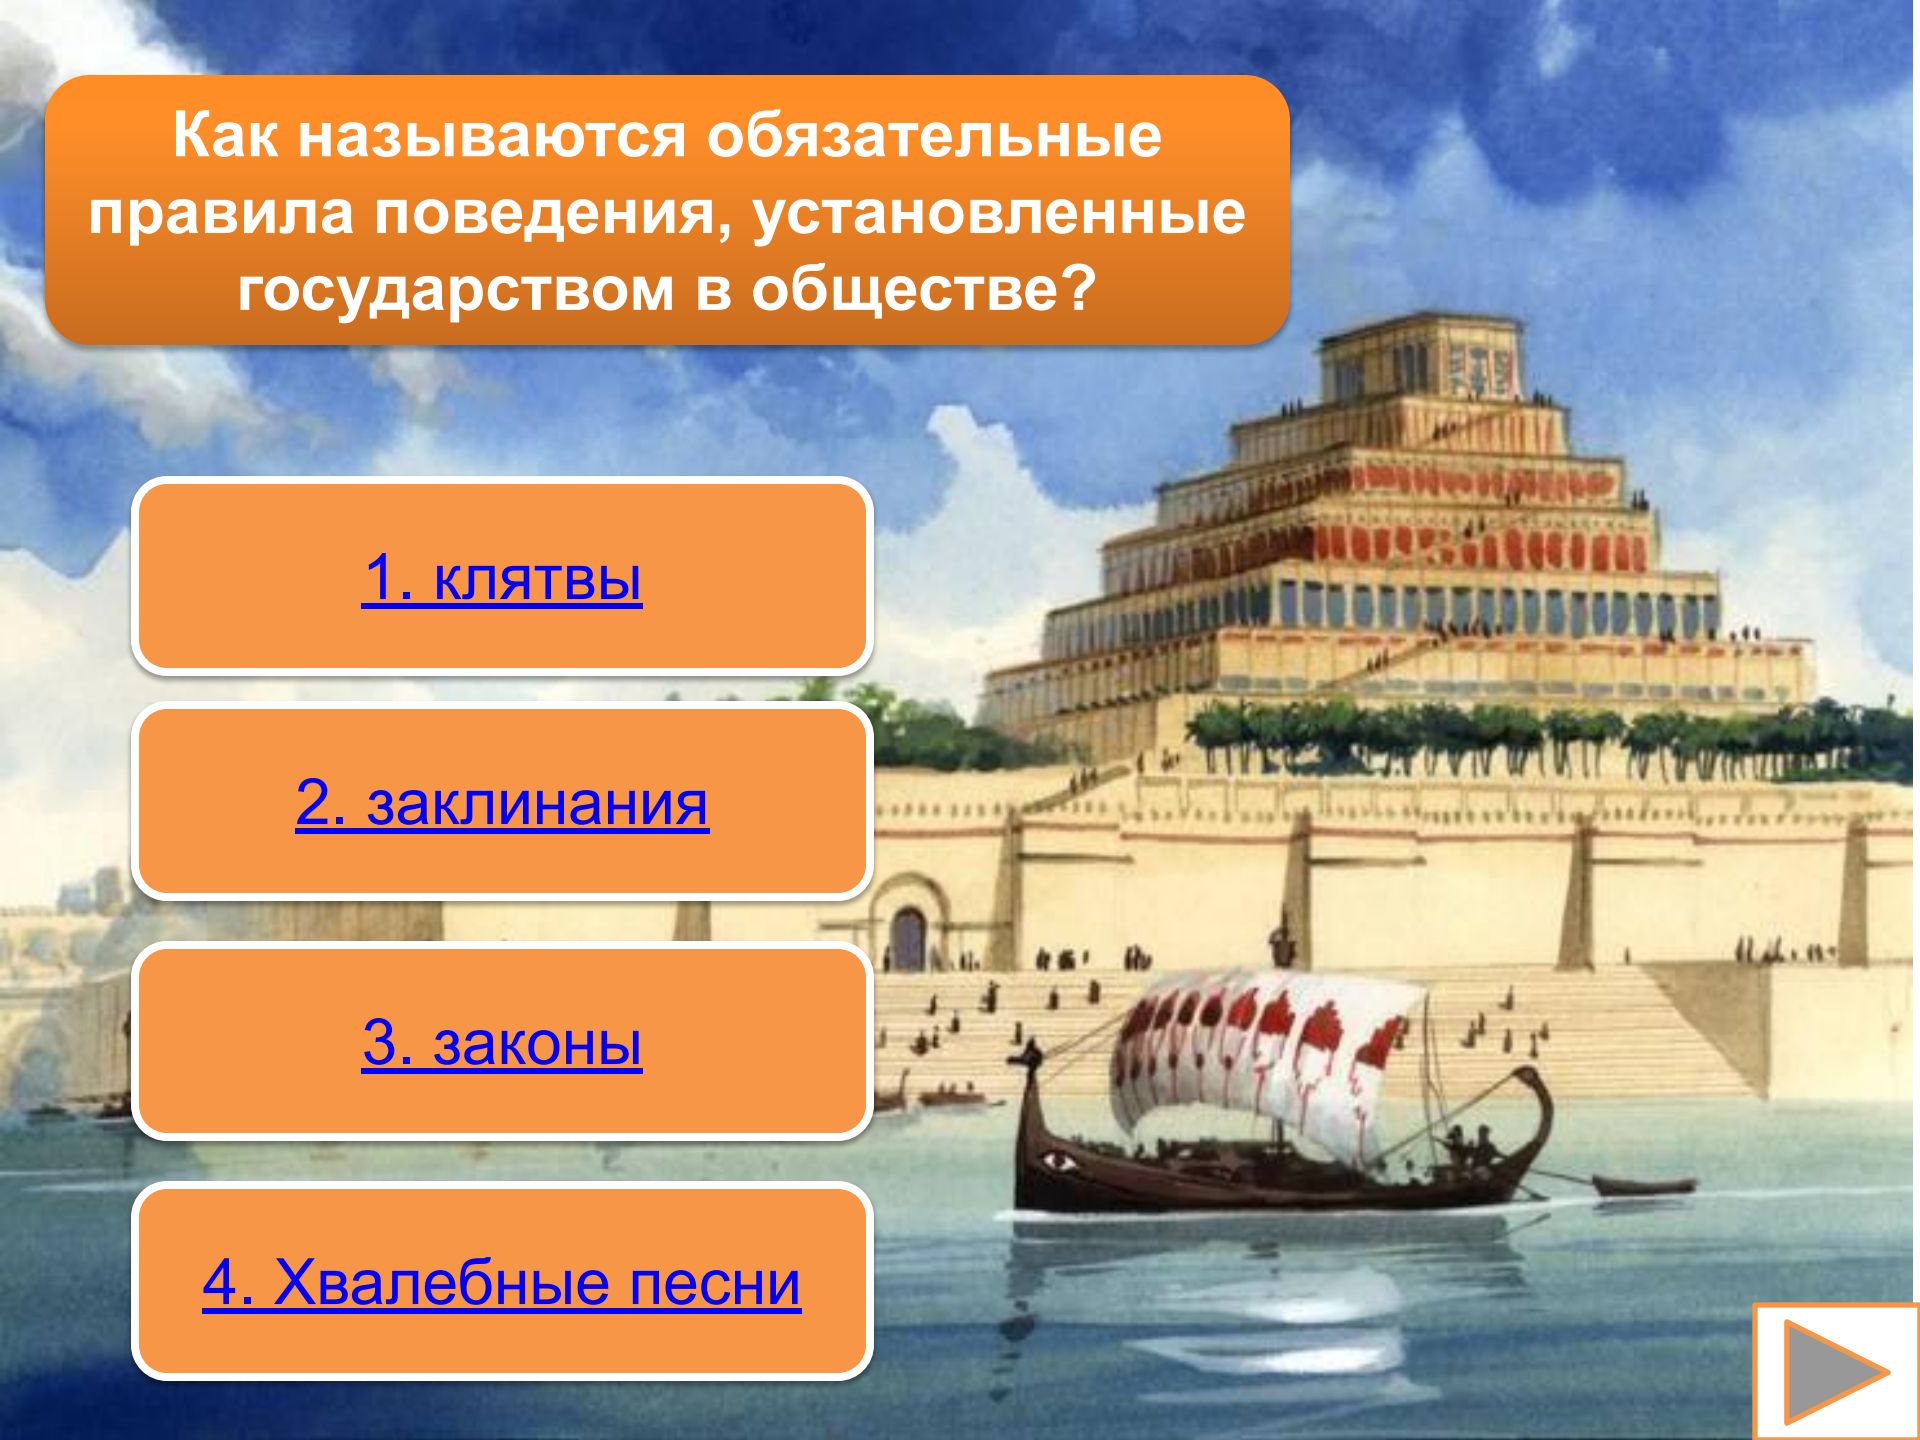 Как называются обязательные
правила поведения, установленные
государством в обществе?
1. клятвы
2. заклинания
3. законы
4. Хвалебные песни